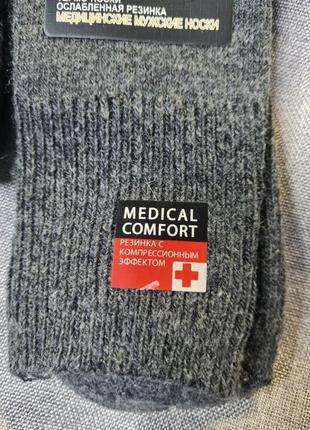 ОСЛАБЛЕННАЯ РЕЗИНКА
МЕДИЦИНСКИЕ МУЖСКИЕ НОСКИ
MEDICAL
COMFORT
РЕЗИНКА С
КОМПРЕССИОННЫМ
ЭФФЕКТОМ